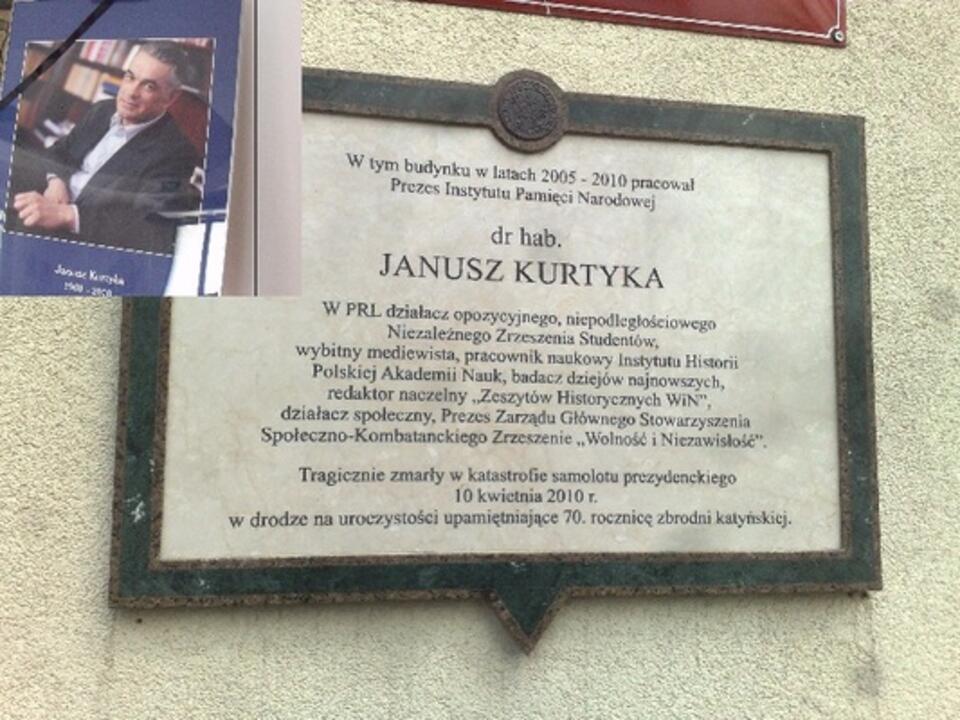 Janusz Kurtyka
W tym budynku w latach 2005 - 2010 pracował
Prezes Instytutu Pamięci Narodowej
dr hab.
JANUSZ KURTYKA
W PRL działacz opozycyjnego, niepodległościowego
Niezależnego Zrzeszenia Studentów,
wybitny mediewista, pracownik naukowy Instytutu Historii
Polskiej Akademii Nauk, badacz dziejów najnowszych,
redaktor naczelny „Zeszytów Historycznych WiN”,
działacz społeczny, Prezes Zarządu Głównego Stowarzyszenia
Społeczno-Kombatanckiego Zrzeszenie „Wolność i Niezawisłość”.
Tragicznie zmarły w katastrofie samolotu prezydenckiego
10 kwietnia 2010 r.
w drodze na uroczystości upamiętniające 70. rocznicę zbrodni katyńskiej.